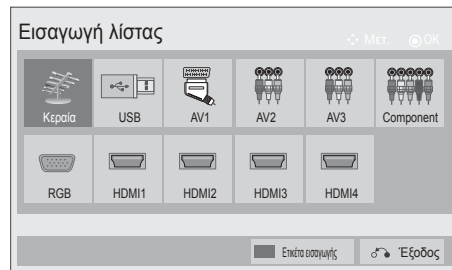 Εισαγωγή λίστας
Μετ. OK
Κεραία USB AV1 AV2 AV3 Component
RGB HDMI1 HDMI2 HDMI3 HDMI4
Ετικέτα εισαγωγής Έξοδος